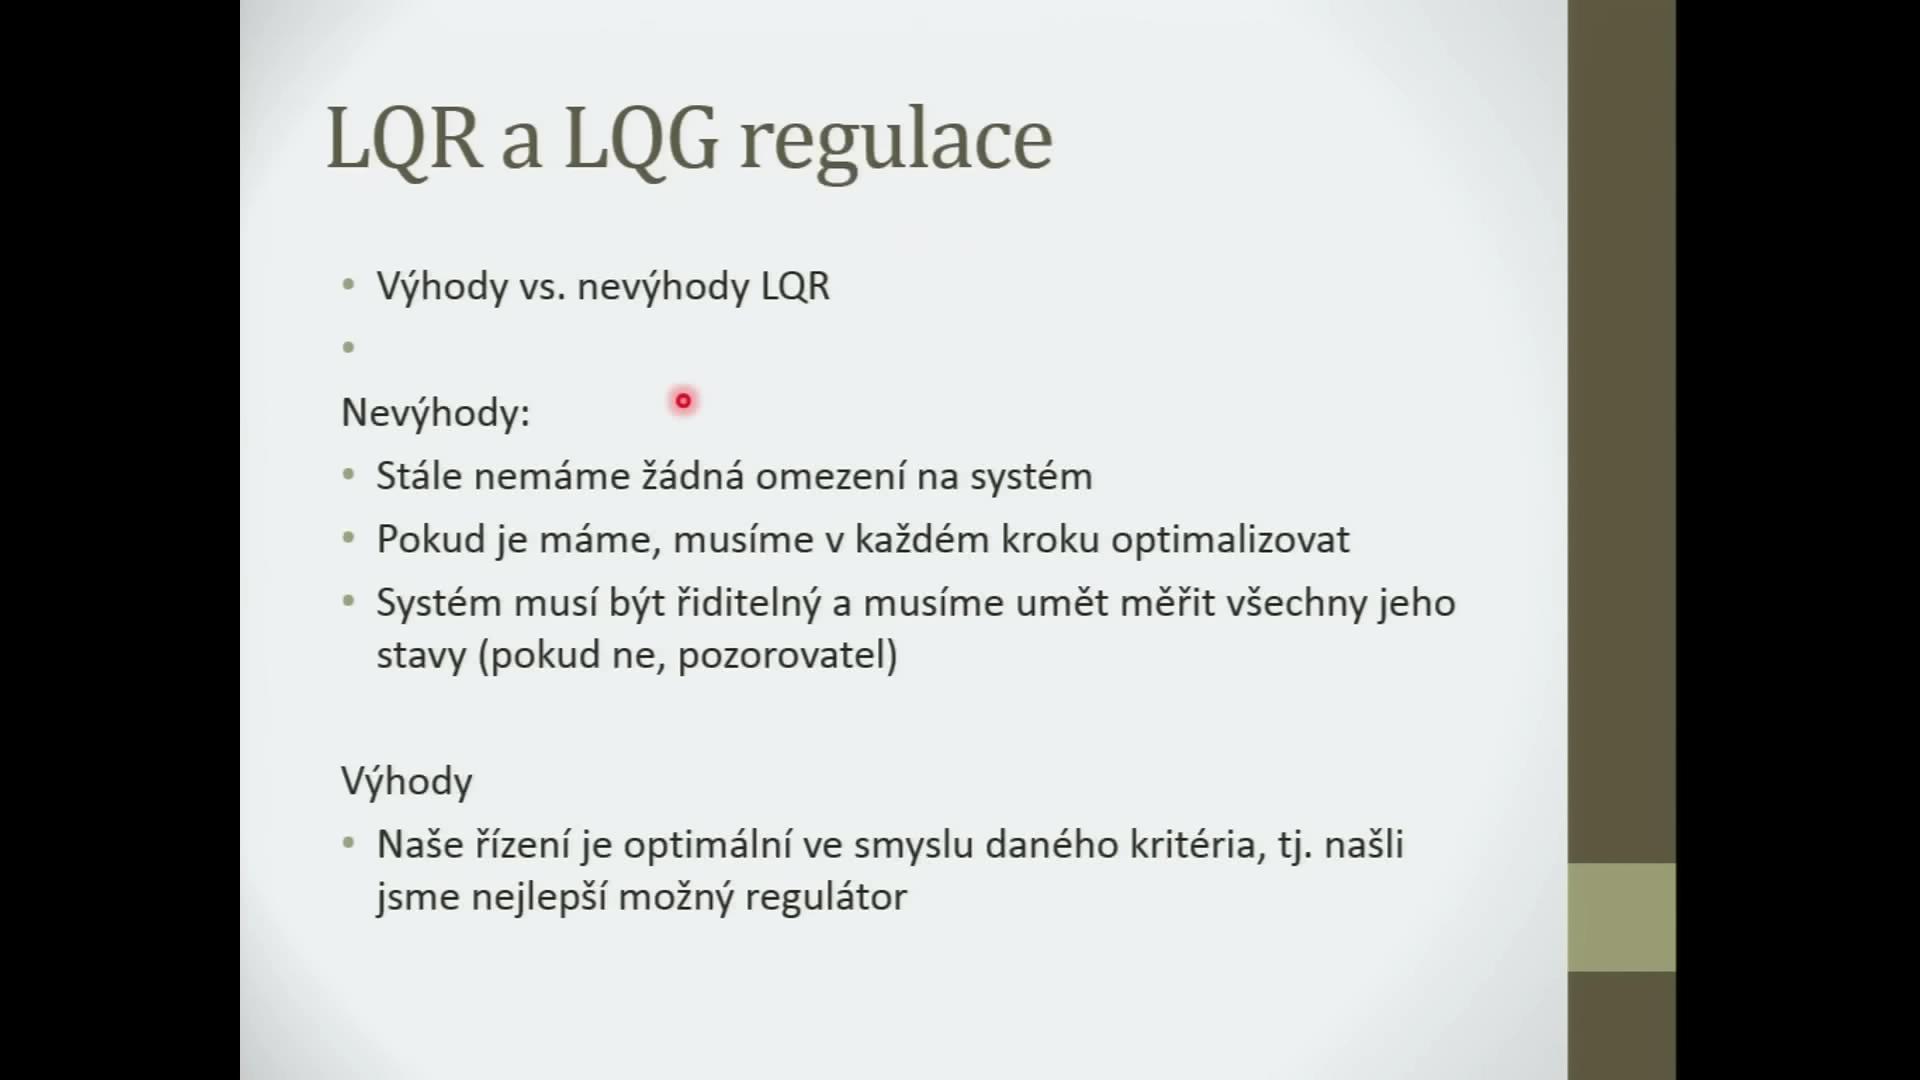 LQR a LQG regulace
• Výhody vs. nevýhody LQR
•
Nevýhody:
• Stále nemáme žádná omezení na systém
• Pokud je máme, musíme v každém kroku optimalizovat
• Systém musí být řiditelný a musíme umět měřit všechny jeho
stavy (pokud ne, pozorovatel)
Výhody
• Naše řízení je optimální ve smyslu daného kritéria, tj. našli
jsme nejlepší možný regulátor